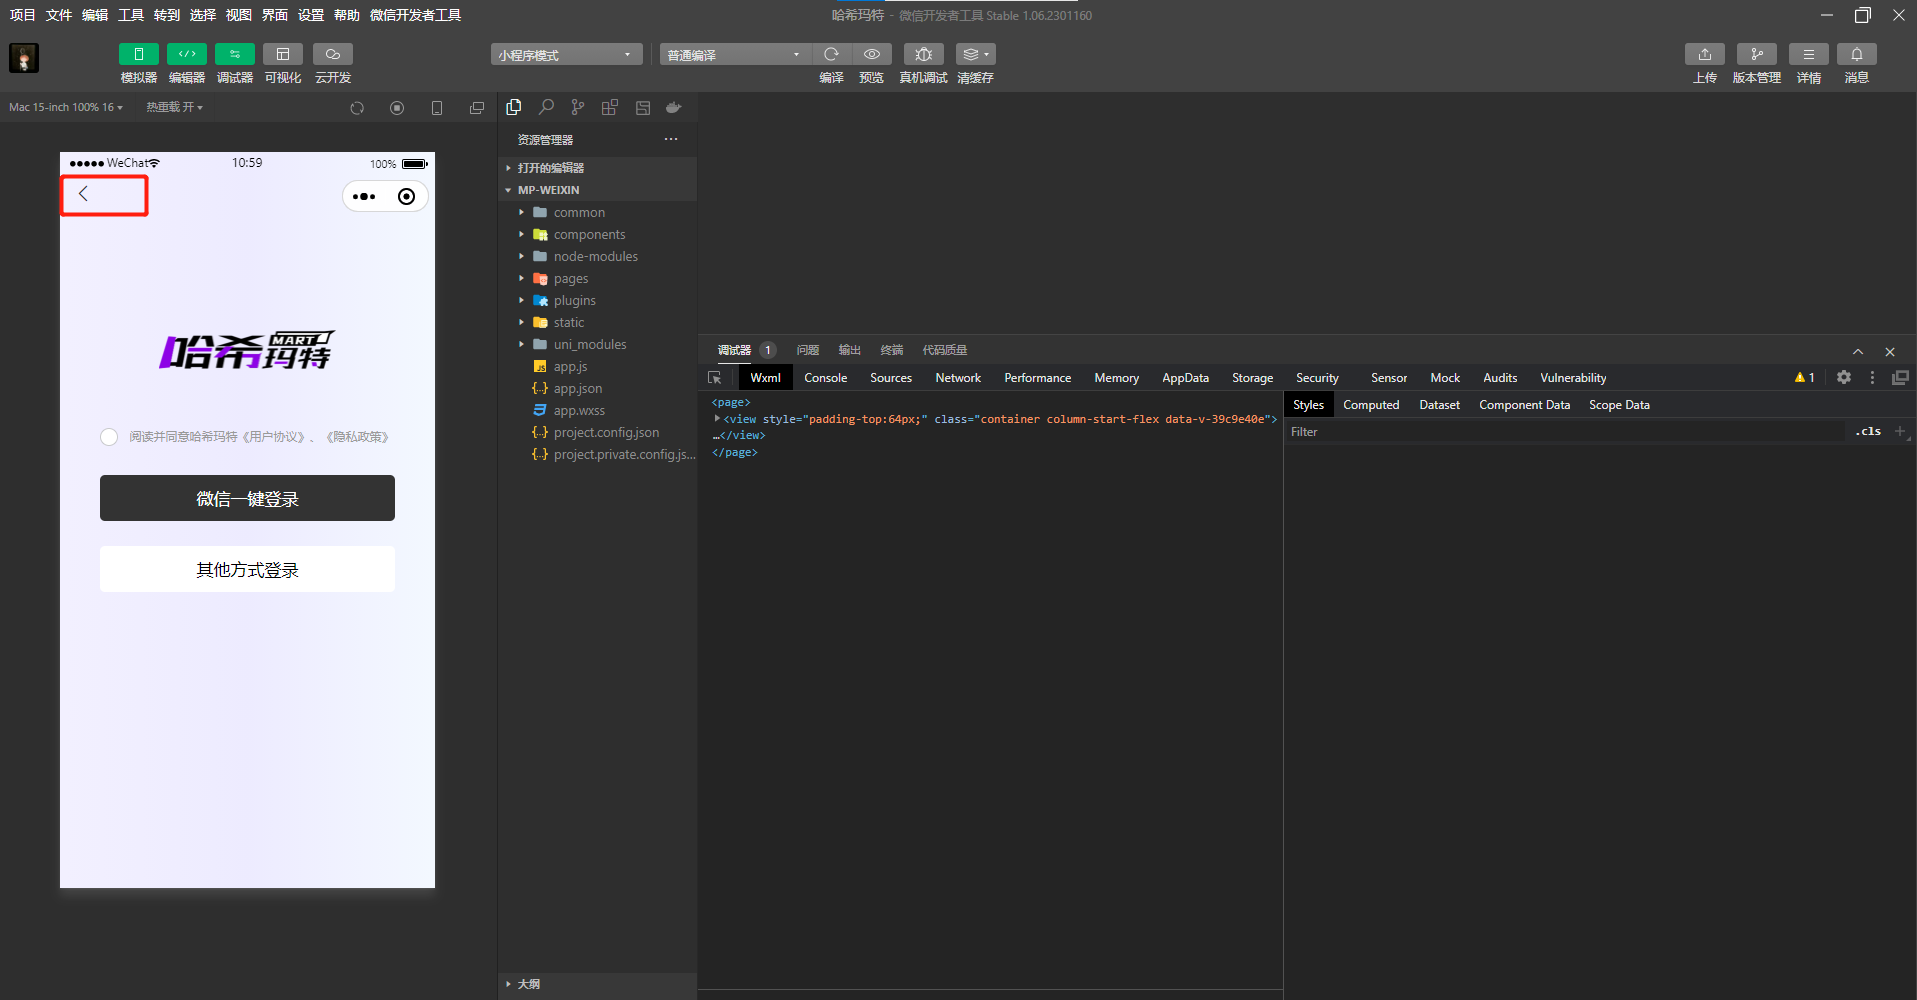 项目 文件 编辑 工具 转到 选择 视图 界面 设置 帮助 微信开发者工具
哈希玛特 - 微信开发者工具 Stable 1.06.2301160
小程序模式
普通编译
模拟器 编辑器 调试器 可视化 云开发
编译 预览 真机调试 清缓存
上传 版本管理 详情 消息
Mac 15-inch 100% 16
热重载 开
WeChat
10:59
100%
哈希玛特
MART
阅读并同意哈希玛特《用户协议》、《隐私政策》
微信一键登录
其他方式登录
资源管理器
打开的编辑器
MP-WEIXIN
common
components
node-modules
pages
plugins
static
uni_modules
app.js
app.json
app.wxss
project.config.json
project.private.config.js...
大纲
调试器 1 问题 输出 终端 代码质量
Wxml Console Sources Network Performance Memory AppData Storage Security Sensor Mock Audits Vulnerability
1
<page>
<view style="padding-top:64px;" class="container column-start-flex data-v-39c9e40e">
…</view>
</page>
Styles Computed Dataset Component Data Scope Data
Filter
.cls